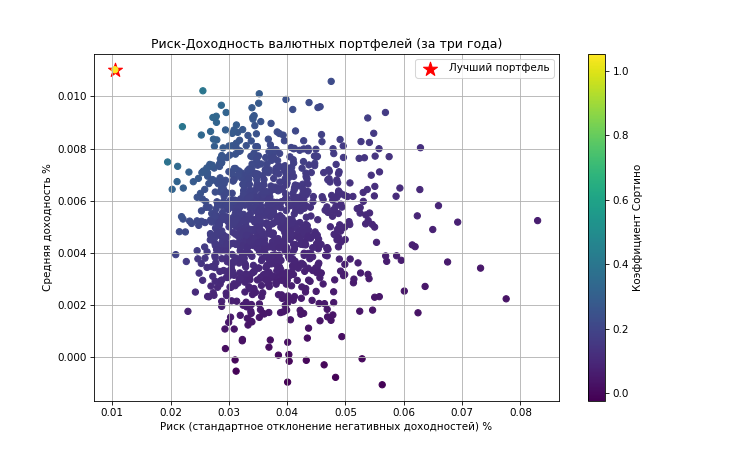 Риск-Доходность валютных портфелей (за три года)
Лучший портфель
Средняя доходность %
0.010
0.008
0.006
0.004
0.002
0.000
0.01 0.02 0.03 0.04 0.05 0.06 0.07 0.08
Риск (стандартное отклонение негативных доходностей) %
1.0
0.8
0.6
0.4
0.2
0.0
Коэффициент Сортино